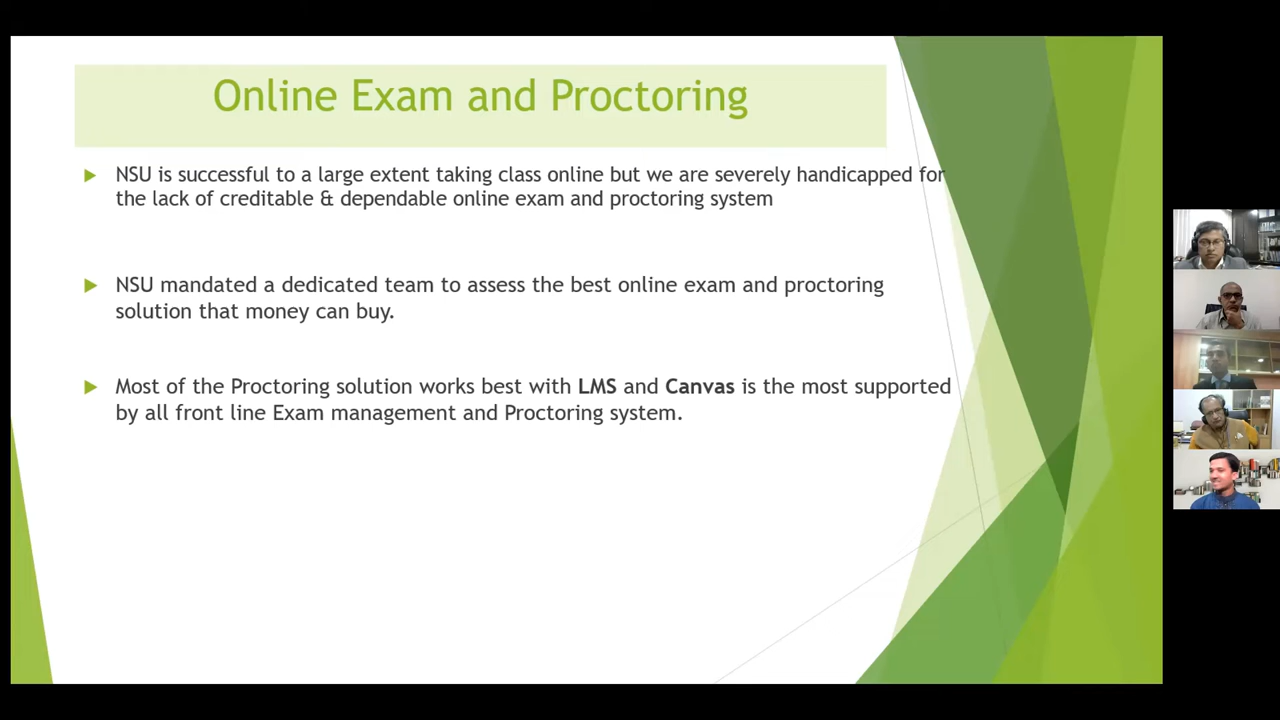 Online Exam and Proctoring
NSU is successful to a large extent taking class online but we are severely handicapped for
the lack of creditable & dependable online exam and proctoring system
NSU mandated a dedicated team to assess the best online exam and proctoring
solution that money can buy.
Most of the Proctoring solution works best with LMS and Canvas is the most supported
by all front line Exam management and Proctoring system.